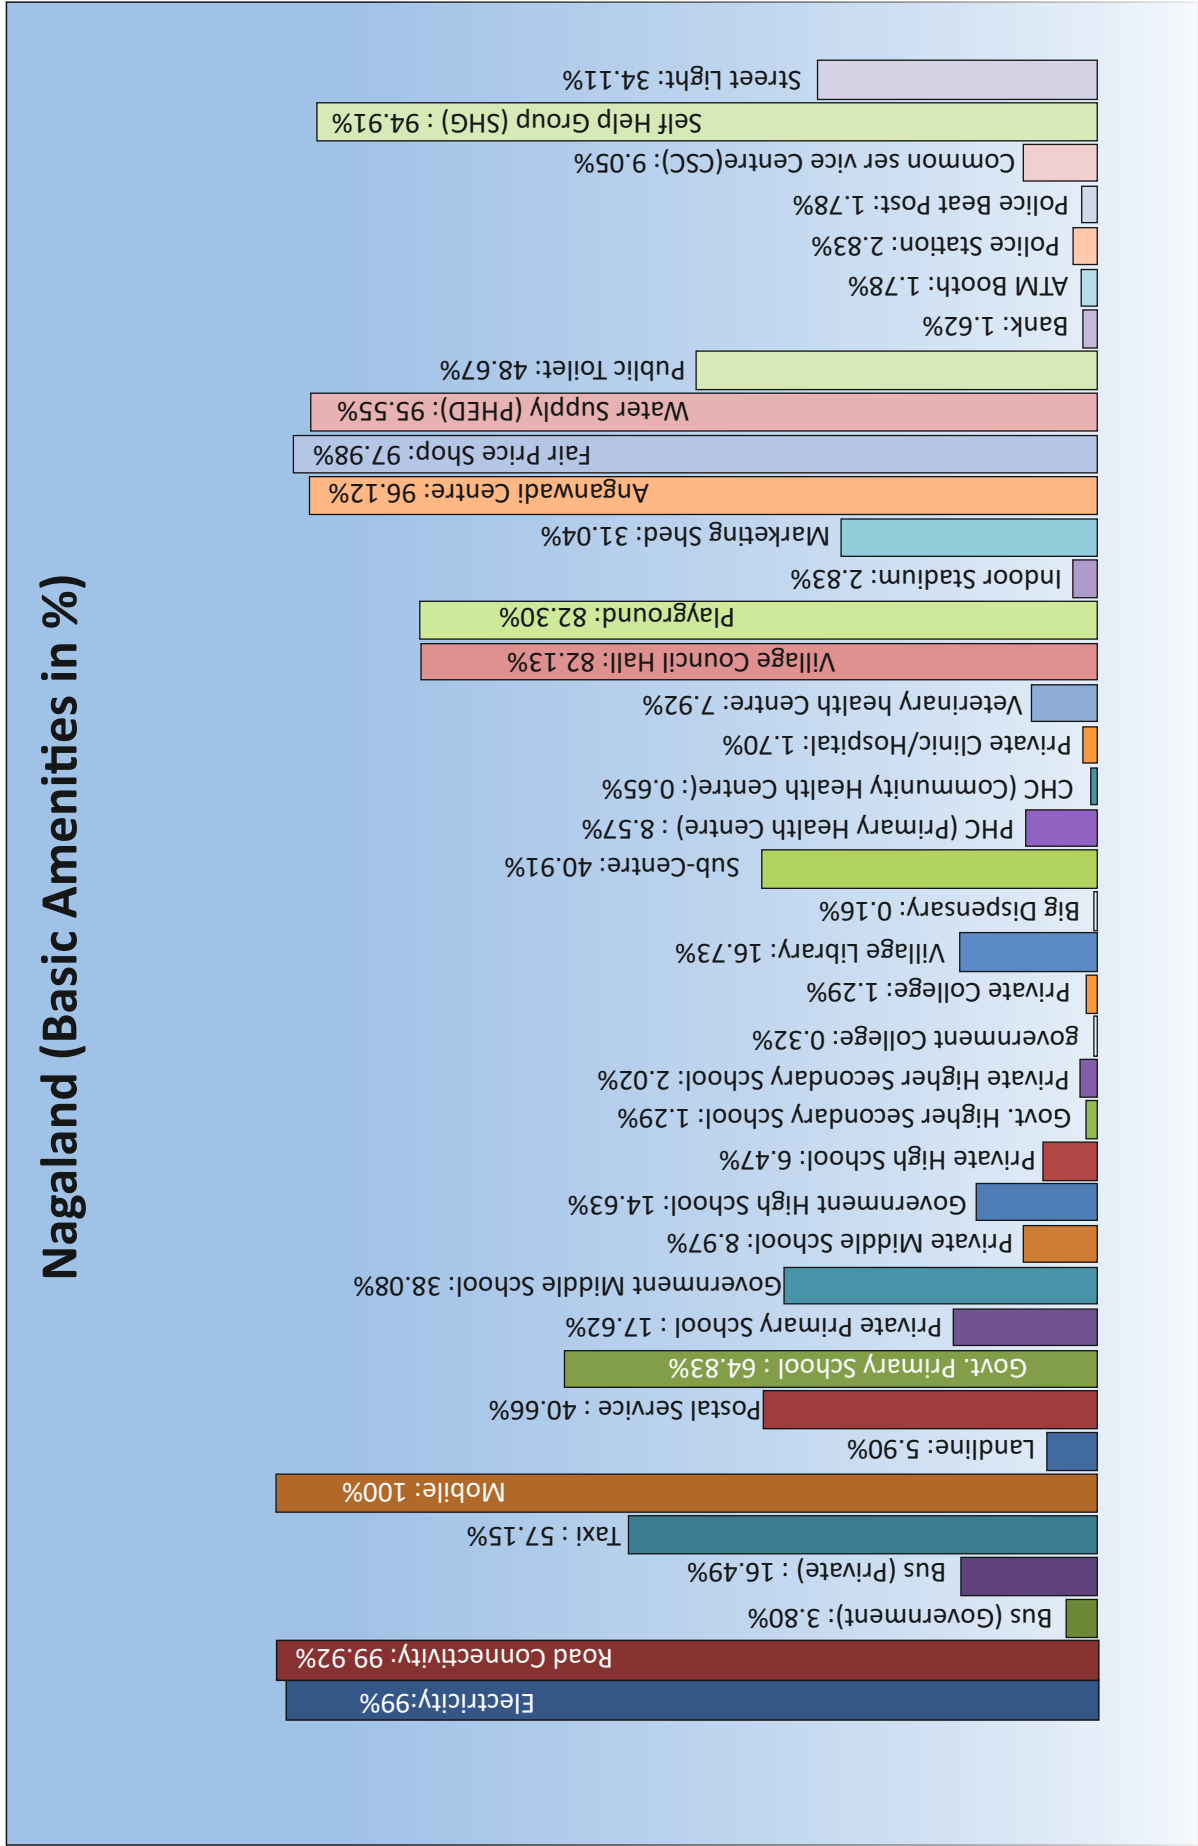 Nagaland (Basic Amenities in %)
Electricity:99%
Road Connectivity: 99.92%
Bus (Government): 3.80%
Bus (Private) : 16.49%
Taxi : 57.15%
Mobile: 100%
Landline: 5.90%
Postal Service : 40.66%
Govt. Primary School : 64.83%
Private Primary School : 17.62%
Government Middle School: 38.08%
Private Middle School: 8.97%
Government High School: 14.63%
Private High School: 6.47%
Govt. Higher Secondary School: 1.29%
Private Higher Secondary School: 2.02%
government College: 0.32%
Private College: 1.29%
Village Library: 16.73%
Big Dispensary: 0.16%
Sub-Centre: 40.91%
PHC (Primary Health Centre) : 8.57%
CHC (Community Health Centre): 0.65%
Private Clinic/Hospital: 1.70%
Veterinary health Centre: 7.92%
Village Council Hall: 82.13%
Playground: 82.30%
Indoor Stadium: 2.83%
Marketing Shed: 31.04%
Anganwadi Centre: 96.12%
Fair Price Shop: 97.98%
Water Supply (PHED): 95.55%
Public Toilet: 48.67%
Bank: 1.62%
ATM Booth: 1.78%
Police Station: 2.83%
Police Beat Post: 1.78%
Common ser vice Centre(CSC): 9.05%
Self Help Group (SHG) : 94.91%
Street Light: 34.11%